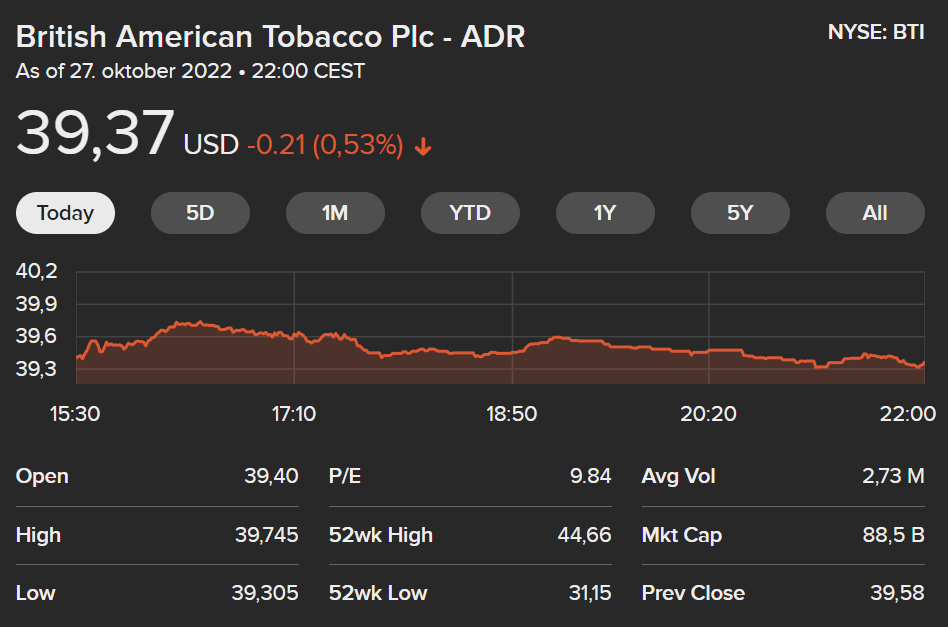 British American Tobacco Plc - ADR NYSE: BTI
As of 27. oktober 2022 • 22:00 CEST
39,37 USD -0.21 (0,53%) ↓
Today 5D 1M YTD 1Y 5Y All
40,2
39,9
39,6
39,3
15:30 17:10 18:50 20:20 22:00
Open 39,40 P/E 9.84 Avg Vol 2,73 M
High 39,745 52wk High 44,66 Mkt Cap 88,5 B
Low 39,305 52wk Low 31,15 Prev Close 39,58